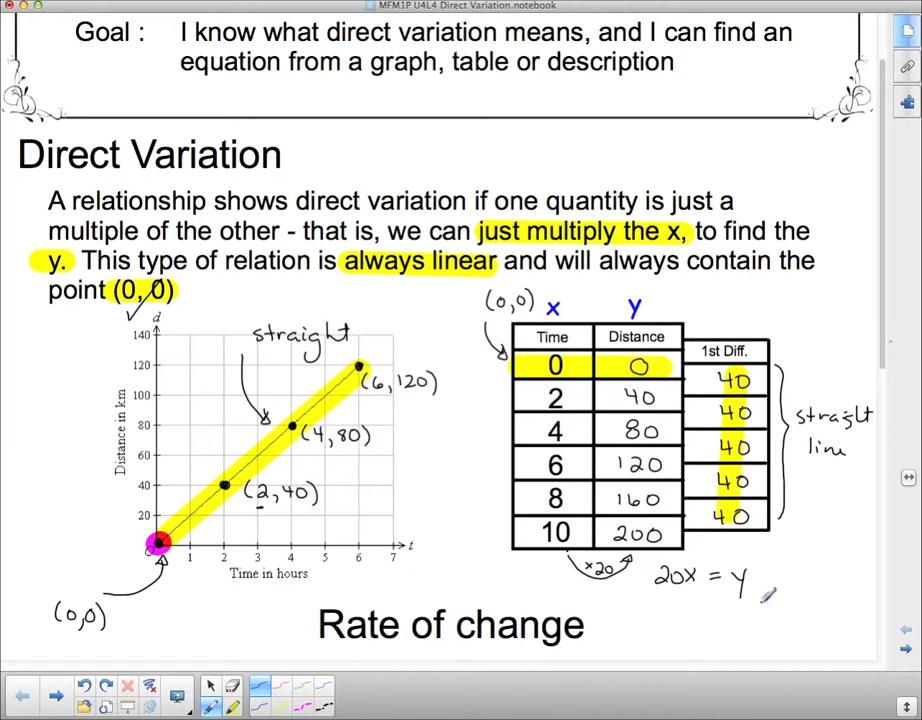 MFM1P U4L4 Direct Variation.notebook
Goal : I know what direct variation means, and I can find an
equation from a graph, table or description
Direct Variation
A relationship shows direct variation if one quantity is just a
multiple of the other - that is, we can just multiply the x, to find the
y. This type of relation is always linear and will always contain the
point (0, 0)
d
140
120
100
80
60
40
20
0
1 2 3 4 5 6 7 t
Distance in km
Time in hours
straight
(6,120)
(4,80)
(2,40)
(0,0)
(0,0) x y
Time Distance 1st Diff.
0 0
2 40
4 80
6 120
8 160
10 200
40
40
40
40
40
straight
line
x20
20x = y
Rate of change